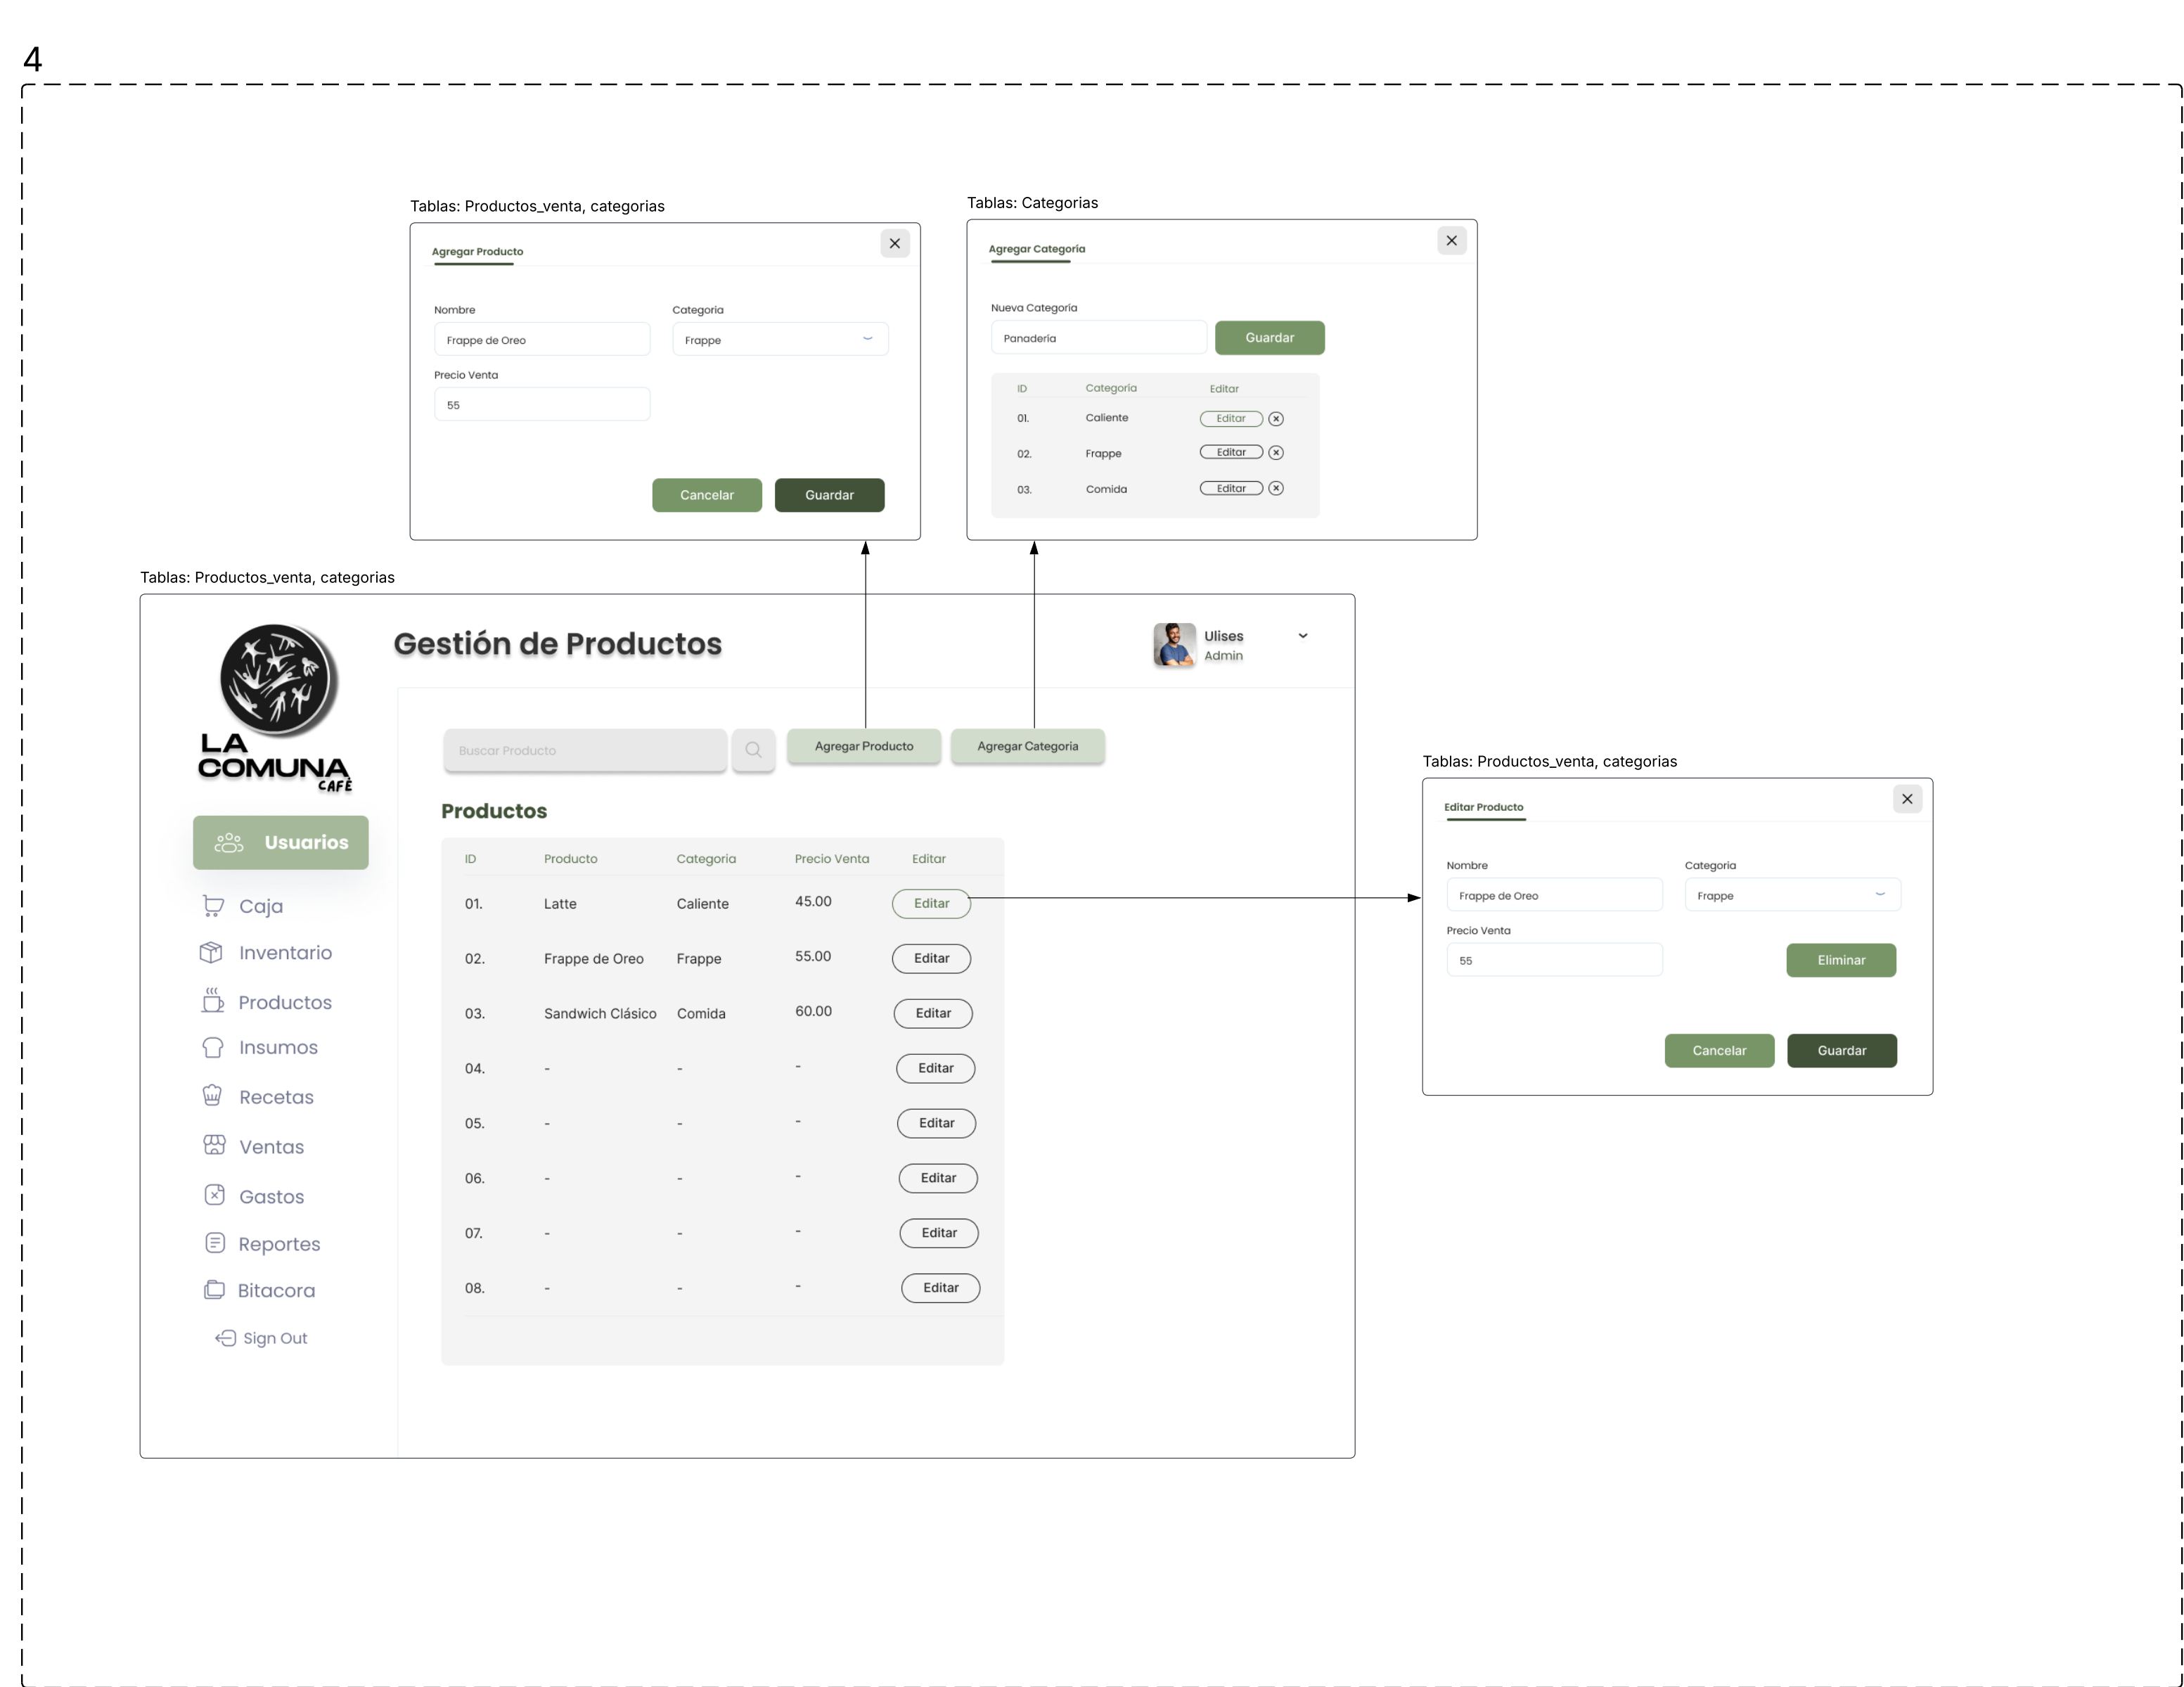 4
Tablas: Productos_venta, categorias
Agregar Producto
Nombre
Categoria
Frappe de Oreo
Frappe
Precio Venta
55
Cancelar
Guardar
Tablas: Categorias
Agregar Categoría
Nueva Categoría
Panadería
Guardar
ID Categoría Editar
01. Caliente Editar
02. Frappe Editar
03. Comida Editar
Tablas: Productos_venta, categorias
LA
COMUNA
CAFÈ
Gestión de Productos
Ulises
Admin
Usuarios
Caja
Inventario
Productos
Insumos
Recetas
Ventas
Gastos
Reportes
Bitacora
Sign Out
Buscar Producto
Agregar Producto
Agregar Categoria
Productos
ID Producto Categoria Precio Venta Editar
01. Latte Caliente 45.00 Editar
02. Frappe de Oreo Frappe 55.00 Editar
03. Sandwich Clásico Comida 60.00 Editar
04. - - - Editar
05. - - - Editar
06. - - - Editar
07. - - - Editar
08. - - - Editar
Tablas: Productos_venta, categorias
Editar Producto
Nombre
Categoria
Frappe de Oreo
Frappe
Precio Venta
55
Eliminar
Cancelar
Guardar